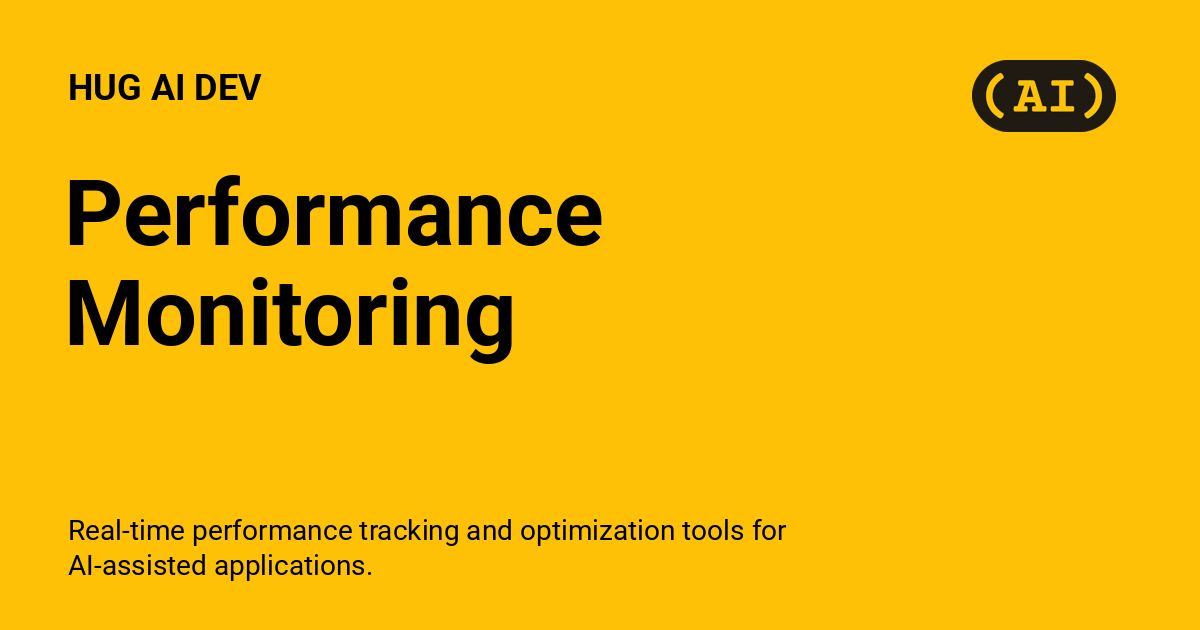 HUG AI DEV
(AI)
Performance
Monitoring
Real-time performance tracking and optimization tools for
AI-assisted applications.